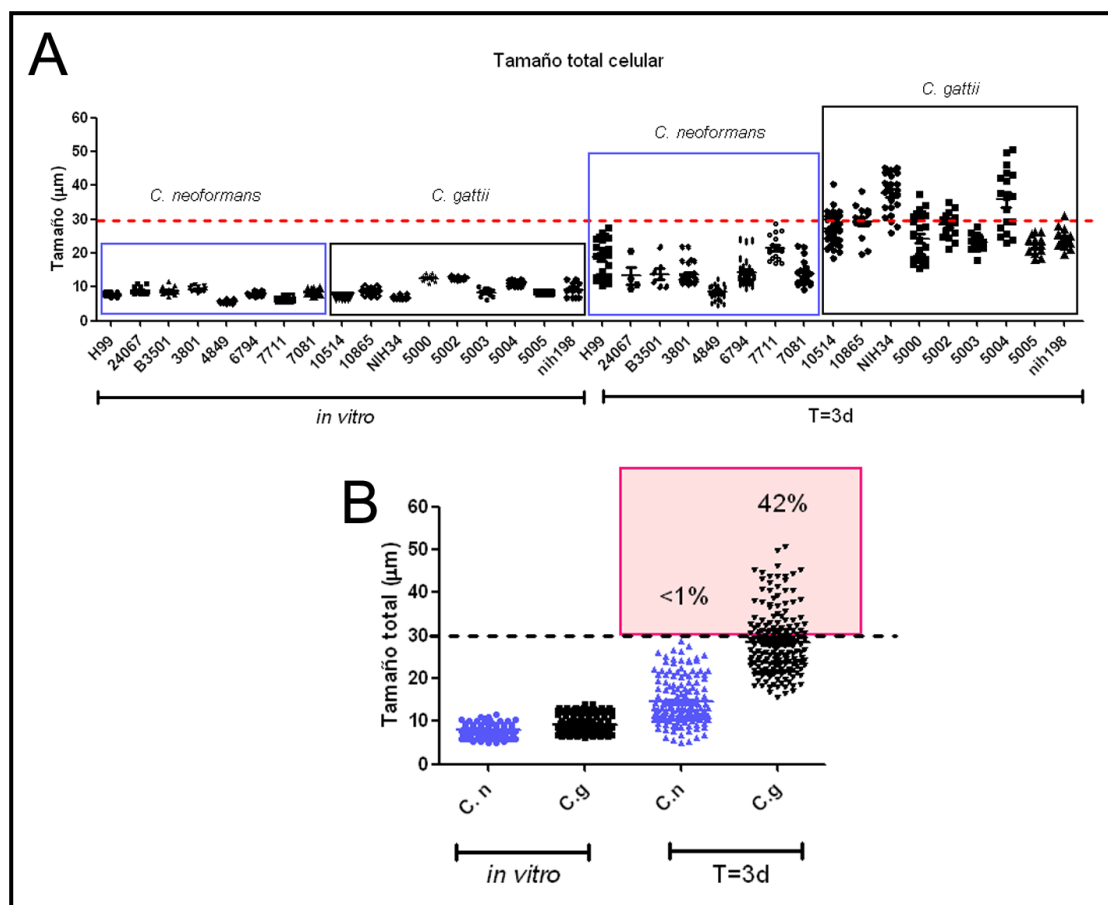 A
Tamaño total celular
C. gattii
C. neoformans
C. neoformans
C. gattii
Tamaño (μm)
60
50
40
30
20
10
0
H99 24067 B3501 3801 4849 6794 7711 7081 10514 10865 NIH34 5000 5002 5003 5004 5005 nih198 H99 24067 B3501 3801 4849 6794 7711 7081 10514 10865 NIH34 5000 5002 5003 5004 5005 nih198
in vitro T=3d
B
Tamaño total (μm)
60
50
40
30
20
10
0
42%
<1%
C. n C.g C.n C.g
in vitro T=3d